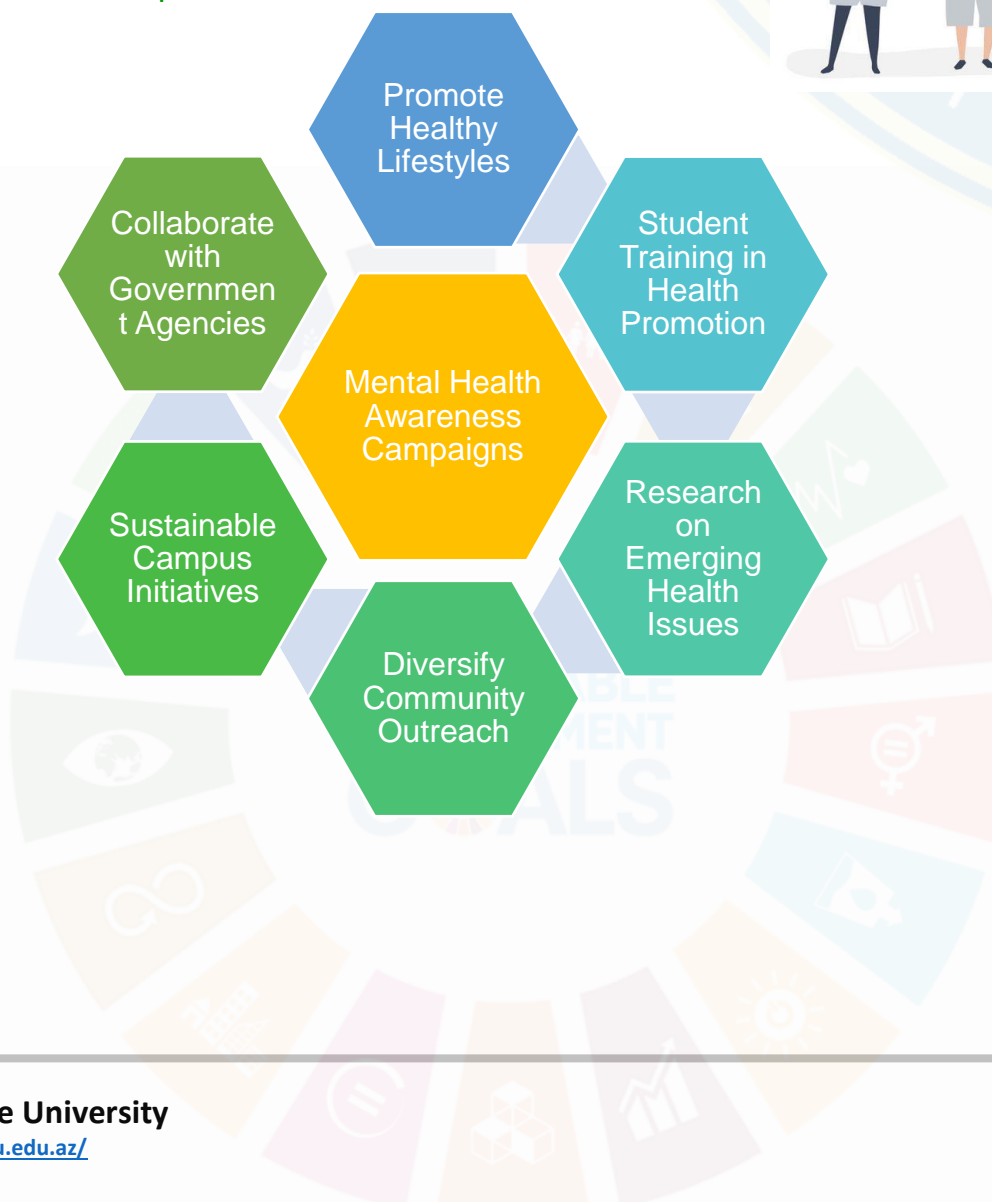 Promote
Healthy
Lifestyles
Student
Training in
Health
Promotion
Research
on
Emerging
Health
Issues
Diversify
Community
Outreach
Sustainable
Campus
Initiatives
Collaborate
with
Governmen
t Agencies
Mental Health
Awareness
Campaigns
GOALS
e University
u.edu.az/